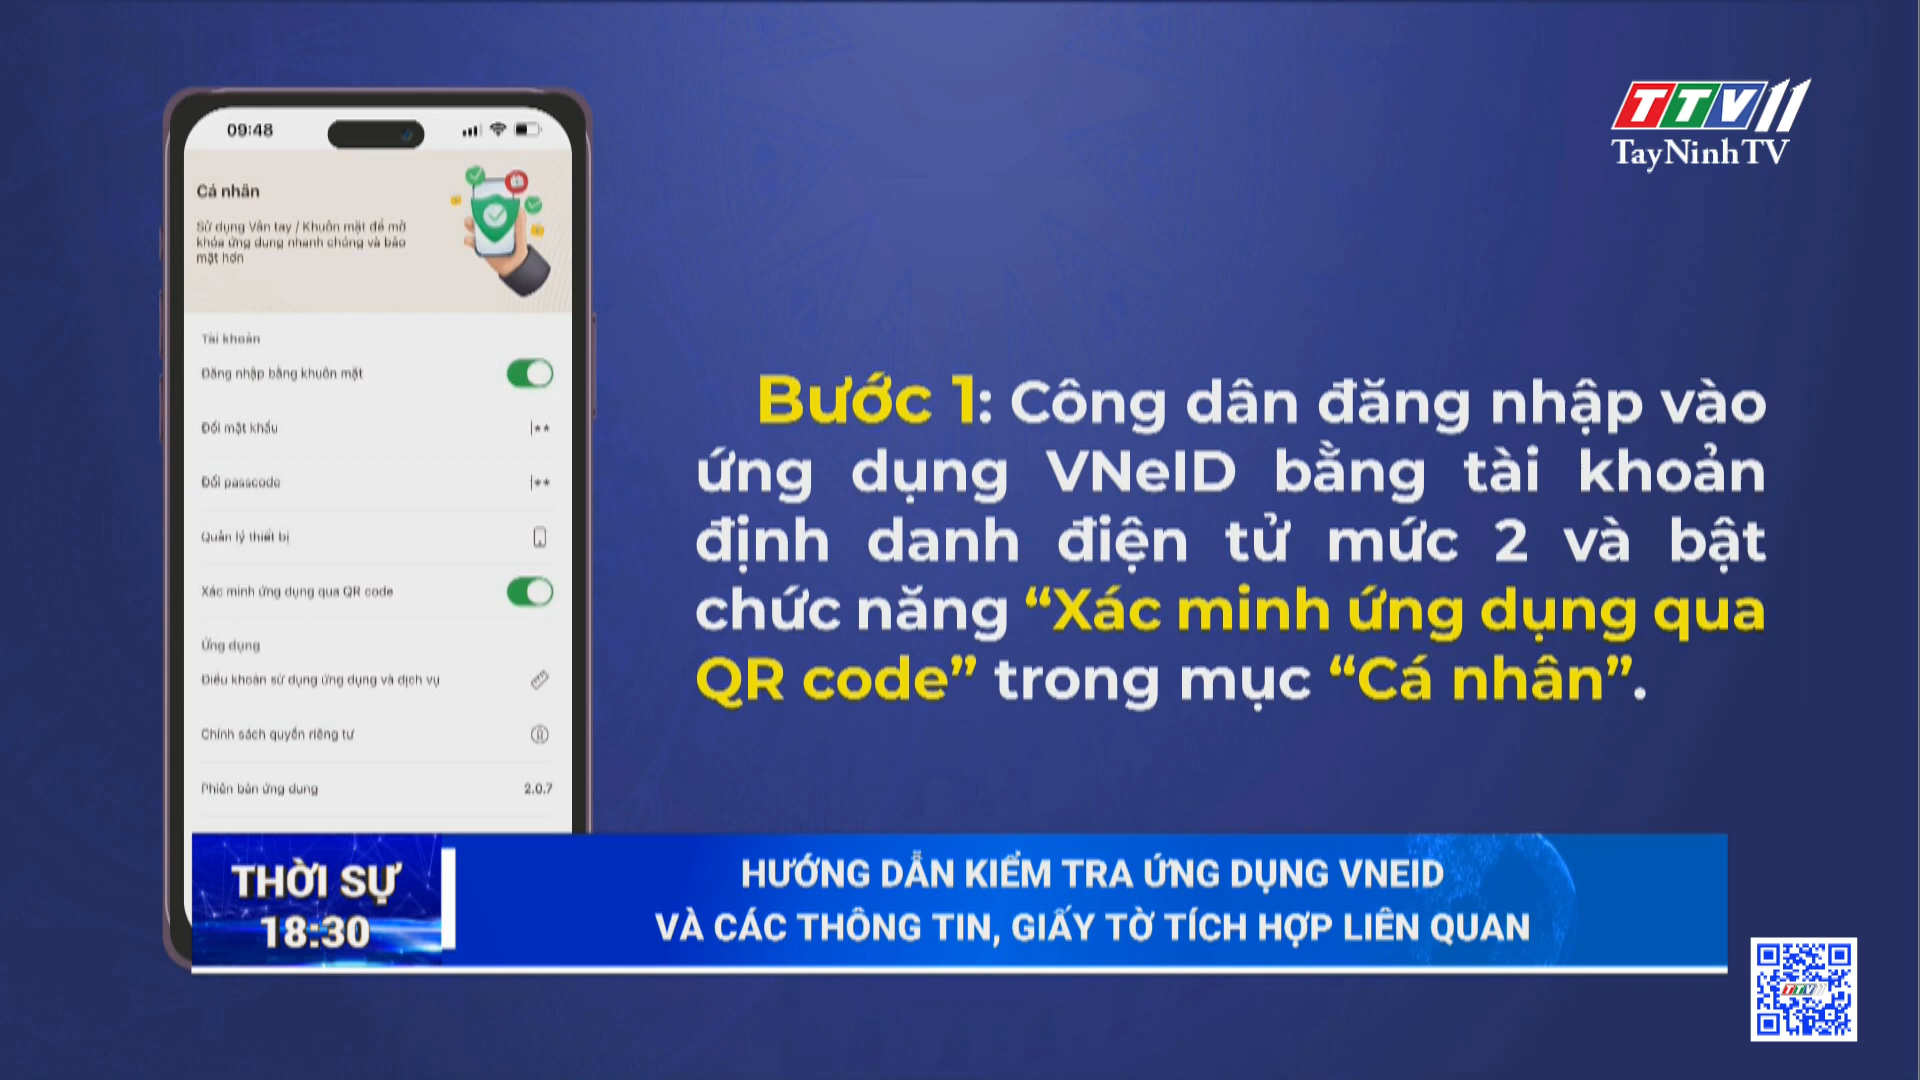 TTV11
TayNinhTV
09:48
Cá nhân
Sử dụng Vân tay / Khuôn mặt để mở
khóa ứng dụng nhanh chóng và bảo
mật hơn
Tài khoản
Đăng nhập bằng khuôn mặt
Đổi mật khẩu
|**
Đổi passcode
|**
Quản lý thiết bị
Xác minh ứng dụng qua QR code
Ứng dụng
Điều khoản sử dụng ứng dụng và dịch vụ
Chính sách quyền riêng tư
Phiên bản ứng dụng
2.0.7
Bước 1: Công dân đăng nhập vào
ứng dụng VNeID bằng tài khoản
định danh điện tử mức 2 và bật
chức năng “Xác minh ứng dụng qua
QR code” trong mục “Cá nhân”.
THỜI SỰ
18:30
HƯỚNG DẪN KIỂM TRA ỨNG DỤNG VNEID
VÀ CÁC THÔNG TIN, GIẤY TỜ TÍCH HỢP LIÊN QUAN
TTV11